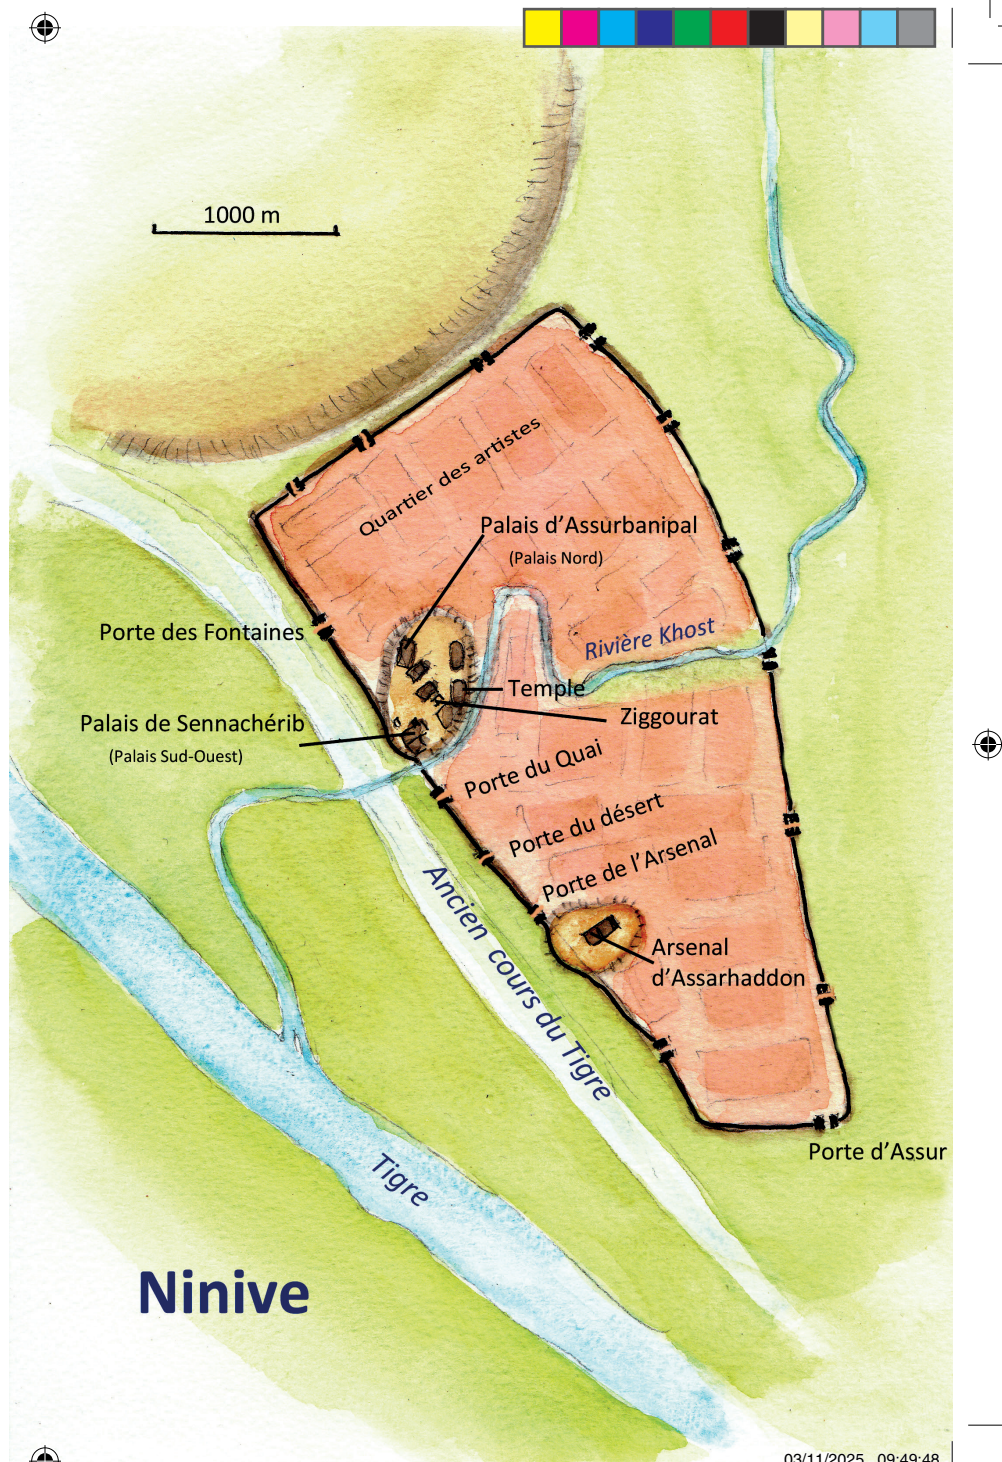 1000 m
Quartier des artistes
Palais d’Assurbanipal
(Palais Nord)
Porte des Fontaines
Rivière Khost
Temple
Ziggourat
Palais de Sennachérib
(Palais Sud-Ouest)
Porte du Quai
Porte du désert
Porte de l’Arsenal
Ancien cours du Tigre
Arsenal
d’Assarhaddon
Porte d’Assur
Tigre
Ninive
03/11/2025 09:49:48